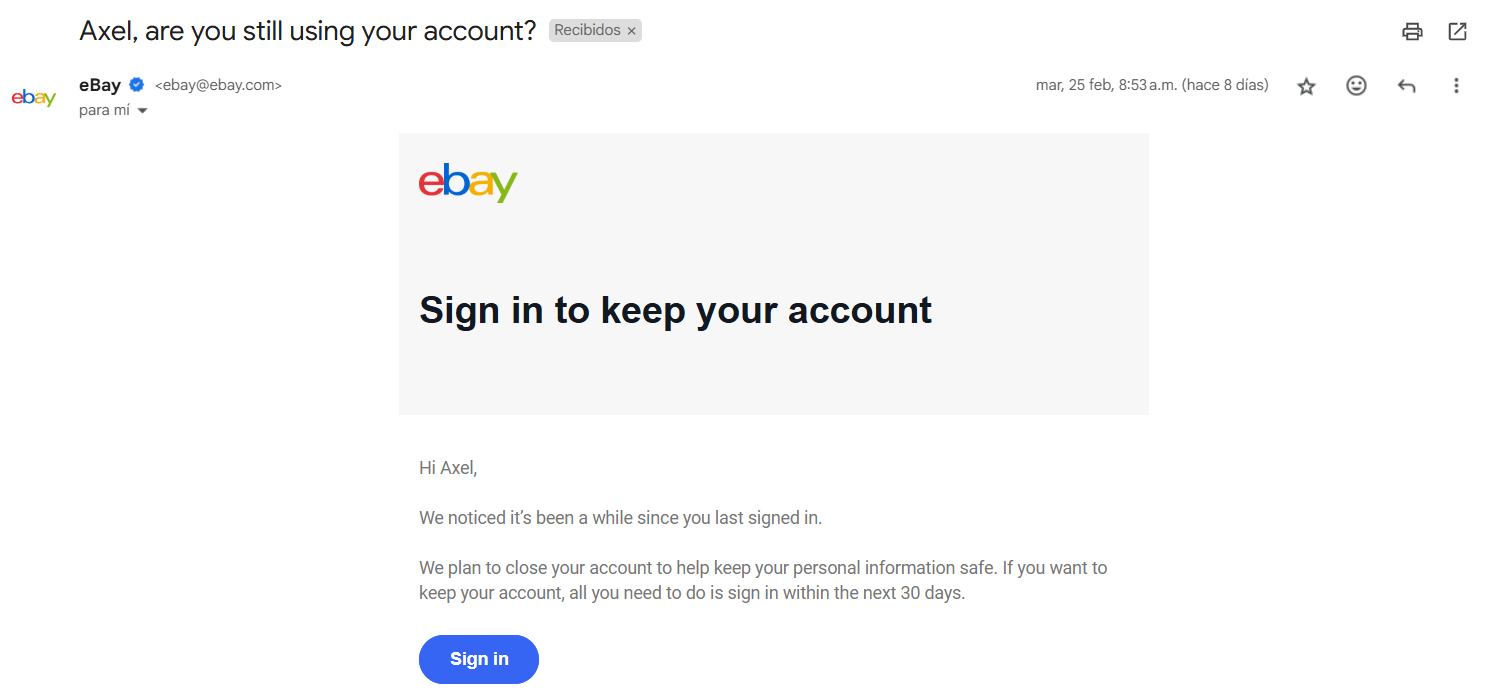 Axel, are you still using your account? Recibidos ×
ebay
eBay <ebay@ebay.com> mar, 25 feb, 8:53 a.m. (hace 8 días)
para mí
ebay
Sign in to keep your account
Hi Axel,
We noticed it’s been a while since you last signed in.
We plan to close your account to help keep your personal information safe. If you want to
keep your account, all you need to do is sign in within the next 30 days.
Sign in